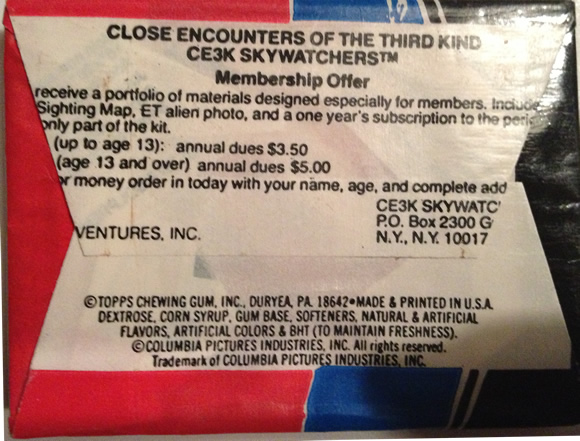 CLOSE ENCOUNTERS OF THE THIRD KIND
CE3K SKYWATCHERS™
Membership Offer
receive a portfolio of materials designed especially for members.
Sighting Map, ET alien photo, and a one year's subscription to the
only part of the kit.
(up to age 13): annual dues $3.50
(age 13 and over) annual dues $5.00
or money order in today with your name, age, and complete
CE3K
P.O. Box 2300
VENTURES, INC.
N.Y., N.Y. 10017
©TOPPS CHEWING GUM, INC., DURYEA, PA. 18642•MADE & PRINTED IN U.S.A.
DEXTROSE, CORN SYRUP, GUM BASE, SOFTENERS, NATURAL & ARTIFICIAL
FLAVORS, ARTIFICIAL COLORS & BHT (TO MAINTAIN FRESHNESS).
©COLUMBIA PICTURES INDUSTRIES, INC. All rights reserved.
Trademark of COLUMBIA PICTURES INDUSTRIES, INC.